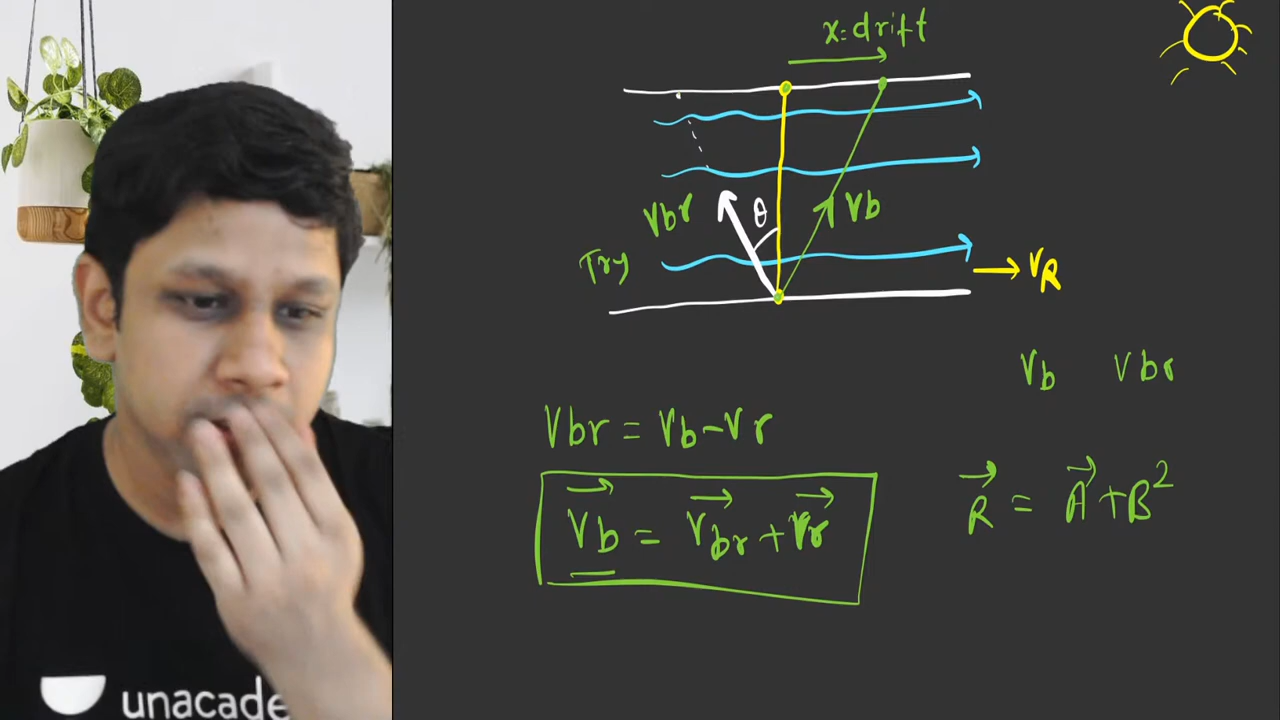 x=drift
Vbr
θ
Vb
Try
VR
Vb Vbr
Vbr = Vb-Vr
Vb = Vbr+Vr
R = A+B²
unacade